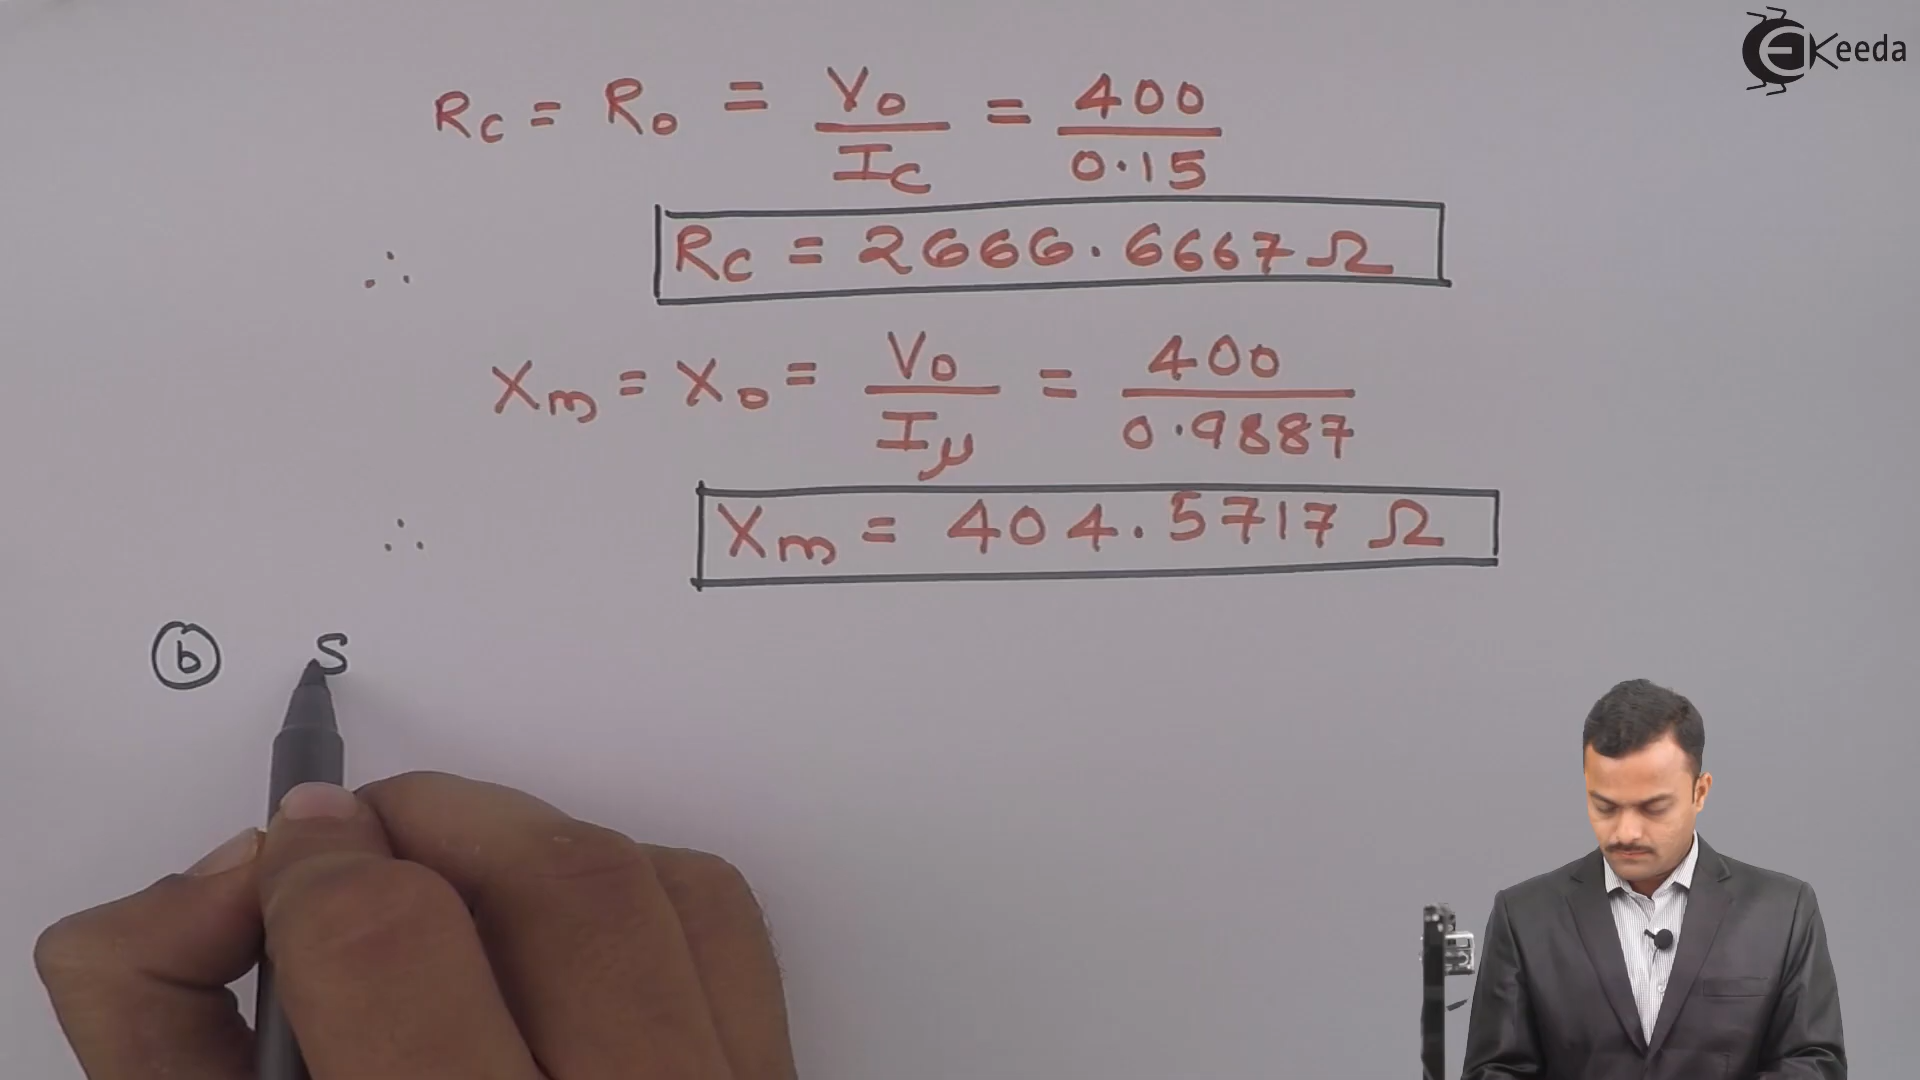 Keeda
Rc = Ro = Vo/Ic = 400/0.15
∴ Rc = 2666.6667 Ω
Xm = Xo = Vo/Iμ = 400/0.9887
∴ Xm = 404.5717 Ω
b S